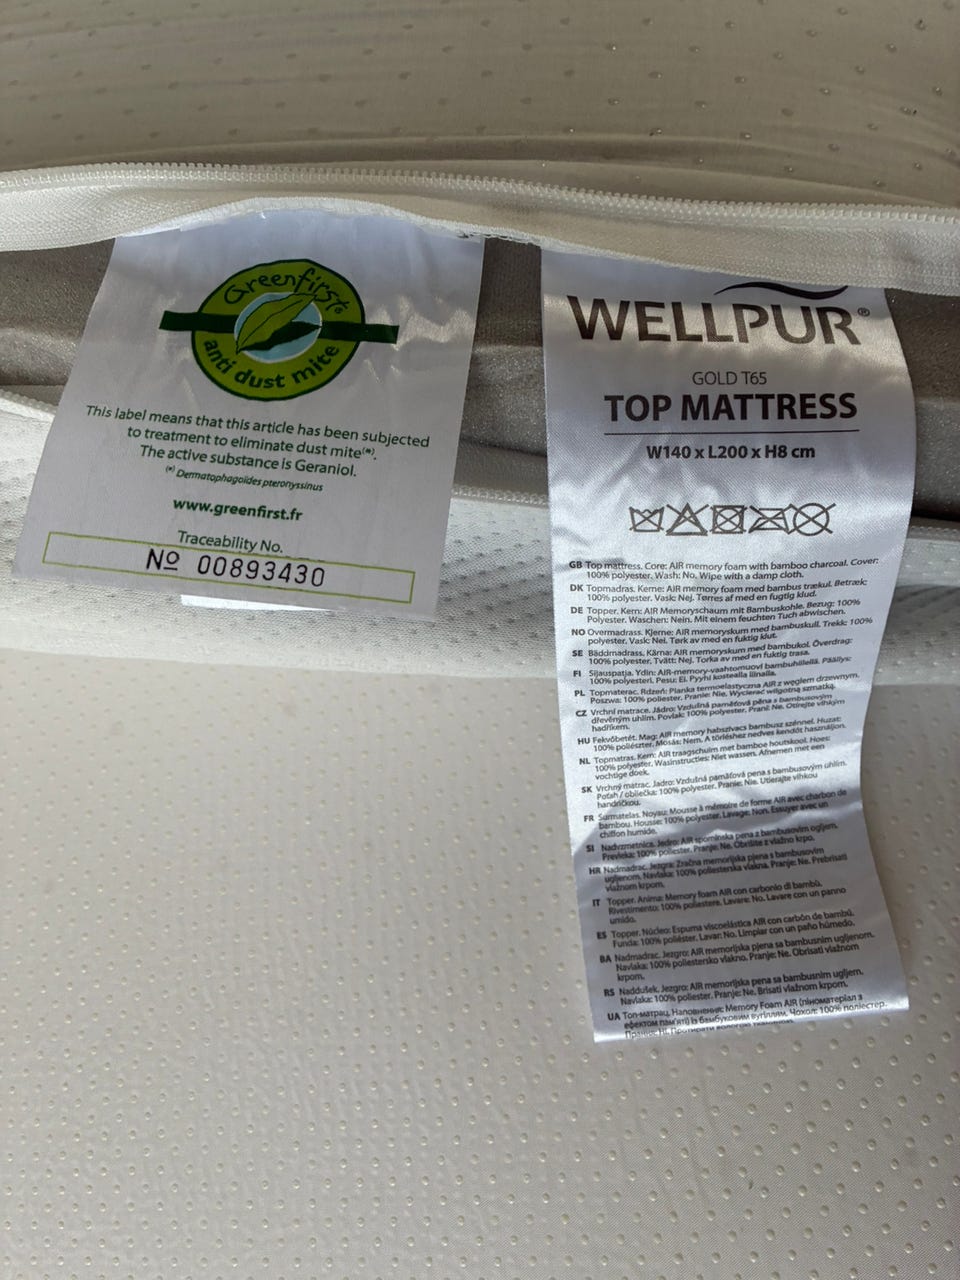 Greenfirst®
anti dust mite
This label means that this article has been subjected
to treatment to eliminate dust mite(*).
The active substance is Geraniol.
(*) Dermatophagoides pteronyssinus
www.greenfirst.fr
Traceability No.
Nº 00893430
WELLPUR®
GOLD T65
TOP MATTRESS
W140 x L200 x H8 cm
GB Top mattress. Core: AIR memory foam with bamboo charcoal. Cover:
100% polyester. Wash: No. Wipe with a damp cloth.
DK Topmadras. Kerne: AIR memory foam med bambus trækul. Betræk:
100% polyester. Vask: Nej. Tørres af med en fugtig klud.
DE Topper. Kern: AIR Memoryschaum mit Bambuskohle. Bezug: 100%
Polyester. Waschen: Nein. Mit einem feuchten Tuch abwischen.
NO Overmadrass. Kjerne: AIR memoryskum med bambuskull. Trekk: 100%
polyester. Vask: Nei. Tørk av med en fuktig klut.
SE Bäddmadrass. Kärna: AIR memoryskum med bambukol. Överdrag:
100% polyester. Tvätt: Nej. Torka av med en fuktig trasa.
FI Sijauspatja. Ydin: AIR-memory-vaahtomuovi bambuhiilellä. Päällys:
100% polyesteri. Pesu: Ei. Pyyhi kostealla liinalla.
PL Topmaterac. Rdzeń: Pianka termoelastyczna AIR z węglem drzewnym.
Poszwa: 100% poliester. Pranie: Nie. Wycierać wilgotną szmatką.
CZ Vrchní matrace. Jádro: Vzdušná paměťová pěna s bambusovým
dřevěným uhlím. Povlak: 100% polyester. Praní: Ne. Otírejte vlhkým
hadříkem.
HU Fekvőbetét. Mag: AIR memory habszivacs bambusz szénnel. Huzat:
100% poliészter. Mosás: Nem. A törléshez nedves kendőt használjon.
NL Topmatras. Kern: AIR traagschuim met bamboe houtskool. Hoes:
100% polyester. Wasinstructies: Niet wassen. Afnemen met een
vochtige doek.
SK Vrchný matrac. Jadro: Vzdušná pamäťová pena s bambusovým uhlím.
Poťah / obliečka: 100% polyester. Pranie: Nie. Utierajte vlhkou
handričkou.
FR Surmatelas. Noyau: Mousse à mémoire de forme AIR avec charbon de
bambou. Housse: 100% polyester. Lavage: Non. Essuyer avec un
chiffon humide.
SI Nadvzmetnica. Jedro: AIR spominska pena z bambusovim ogljem.
Prevleka: 100% poliester. Pranje: Ne. Obrišite z vlažno krpo.
HR Nadmadrac. Jezgra: Zračna memorijska pjena s bambusovim
ugljenom. Navlaka: 100% poliesterska vlakna. Pranje: Ne. Prebrisati
vlažnom krpom.
IT Topper. Anima: Memory foam AIR con carbonio di bambù.
Rivestimento: 100% poliestere. Lavare: No. Lavare con un panno
umido.
ES Topper. Núcleo: Espuma viscoelástica AIR con carbón de bambú.
Funda: 100% poliéster. Lavar: No. Limpiar con un paño húmedo.
BA Nadmadrac. Jezgro: AIR memorijska pjena sa bambusnim ugljenom.
Navlaka: 100% poliestersko vlakno. Pranje: Ne. Obrisati vlažnom
krpom.
RS Naddušek. Jezgro: AIR memorijska pena sa bambusnim ugljem.
Navlaka: 100% poliester. Pranje: Ne. Brisati vlažnom krpom.
UA Топ-матрац. Наповнення: Memory Foam AIR (піноматеріал з
ефектом пам'яті) із бамбуковим вугіллям. Чохол: 100% поліестер.
Прання: Ні. Протирати вологою тканиною.